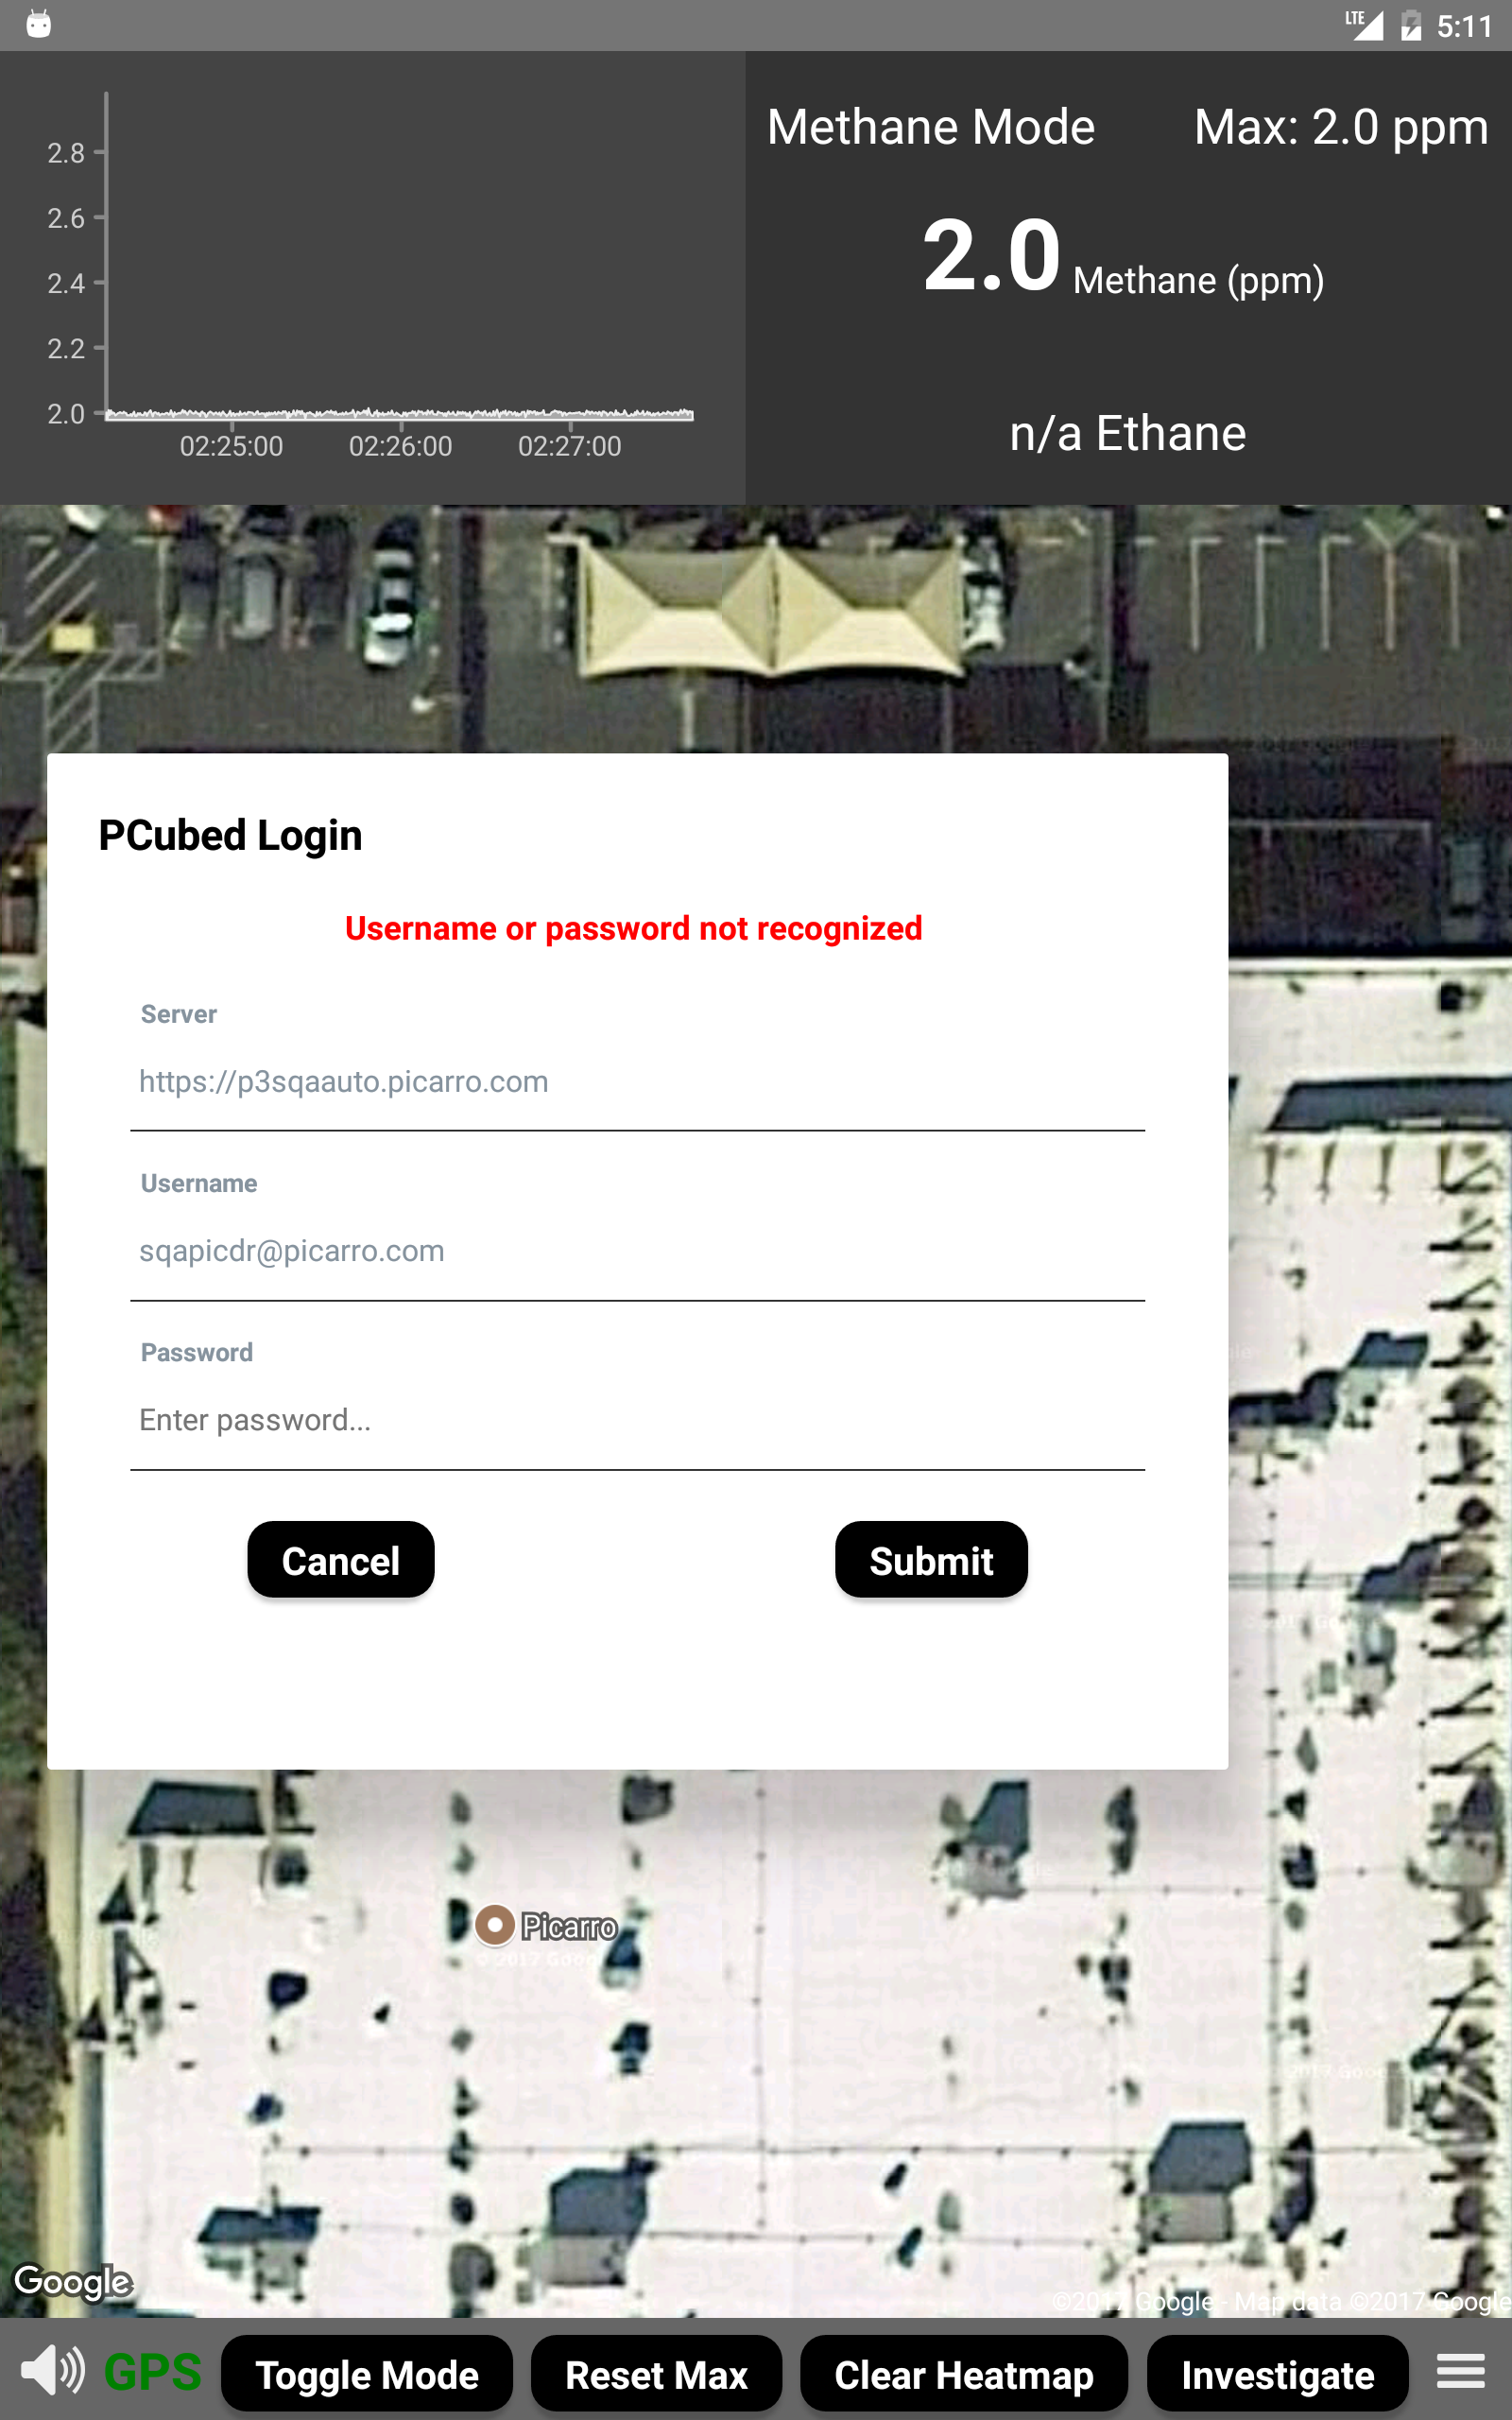 LTE 5:11
Methane Mode Max: 2.0 ppm
2.0 Methane (ppm)
n/a Ethane
2.8
2.6
2.4
2.2
2.0
02:25:00 02:26:00 02:27:00
PCubed Login
Username or password not recognized
Server
https://p3sqaauto.picarro.com
Username
sqapicdr@picarro.com
Password
Enter password...
Cancel Submit
Picarro
Google
©2017 Google - Map data ©2017 Google
GPS Toggle Mode Reset Max Clear Heatmap Investigate